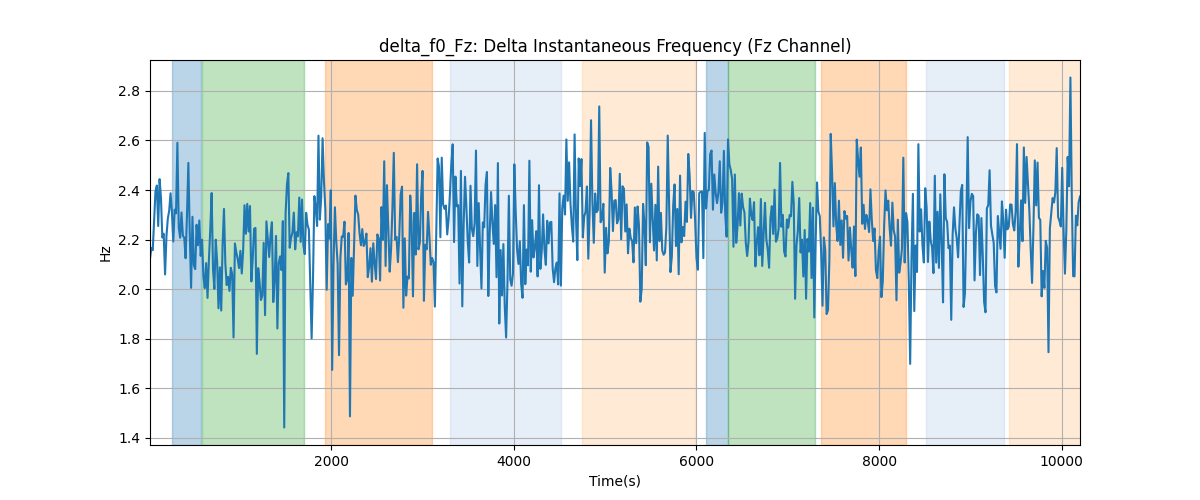 delta_f0_Fz: Delta Instantaneous Frequency (Fz Channel)
Hz
2.8
2.6
2.4
2.2
2.0
1.8
1.6
1.4
2000 4000 6000 8000 10000
Time(s)